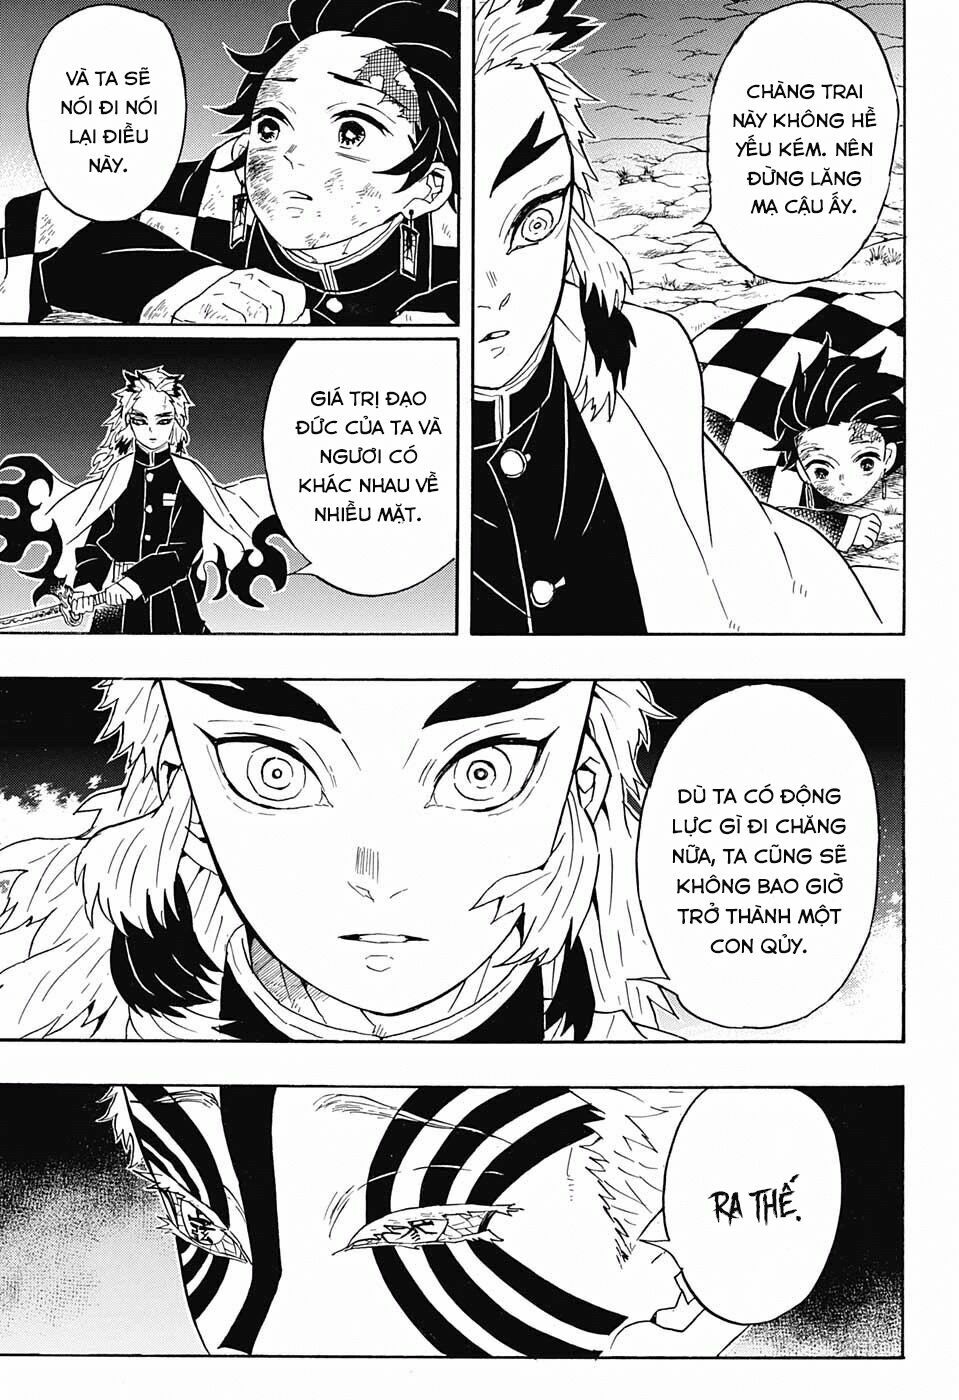 CHÀNG TRAI
NÀY KHÔNG HỀ
YẾU KÉM. NÊN
ĐỪNG LĂNG
MẠ CẬU ẤY.
VÀ TA SẼ
NÓI ĐI NÓI
LẠI ĐIỀU
NÀY.
GIÁ TRỊ ĐẠO
ĐỨC CỦA TA VÀ
NGƯƠI CÓ
KHÁC NHAU VỀ
NHIỀU MẶT.
DÙ TA CÓ ĐỘNG
LỰC GÌ ĐI CHĂNG
NỮA, TA CŨNG SẼ
KHÔNG BAO GIỜ
TRỞ THÀNH MỘT
CON QỦY.
RA THẾ.